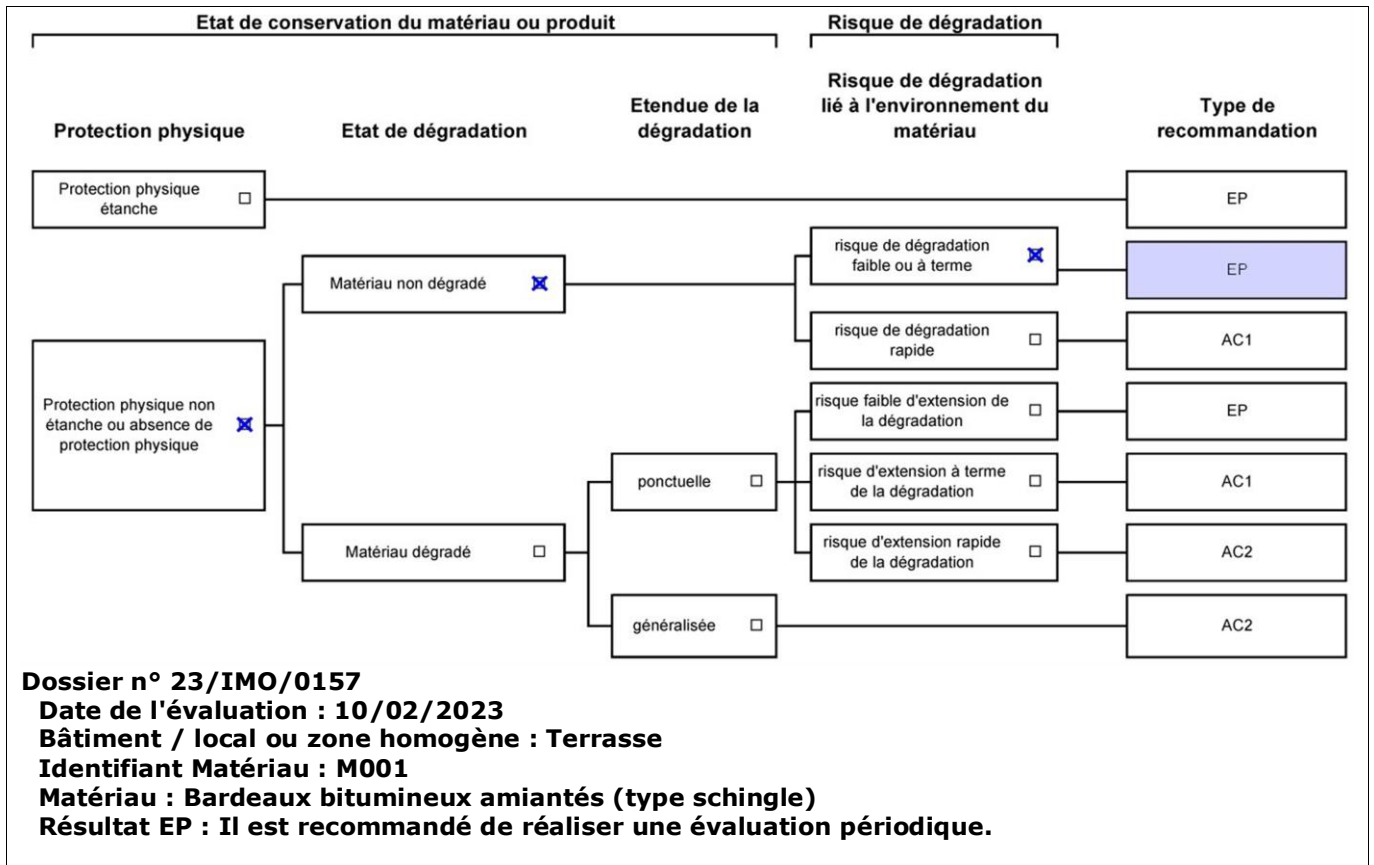 Etat de conservation du matériau ou produit
Risque de dégradation
Protection physique
Etat de dégradation
Etendue de la
dégradation
Risque de dégradation
lié à l'environnement du
matériau
Type de
recommandation
Protection physique
étanche
EP
risque de dégradation
faible ou à terme
EP
Matériau non dégradé
risque de dégradation
rapide
AC1
Protection physique non
étanche ou absence de
protection physique
risque faible d'extension de
la dégradation
EP
ponctuelle
risque d'extension à terme
de la dégradation
AC1
Matériau dégradé
risque d'extension rapide
de la dégradation
AC2
généralisée
AC2
Dossier n° 23/IMO/0157
Date de l'évaluation : 10/02/2023
Bâtiment / local ou zone homogène : Terrasse
Identifiant Matériau : M001
Matériau : Bardeaux bitumineux amiantés (type schingle)
Résultat EP : Il est recommandé de réaliser une évaluation périodique.